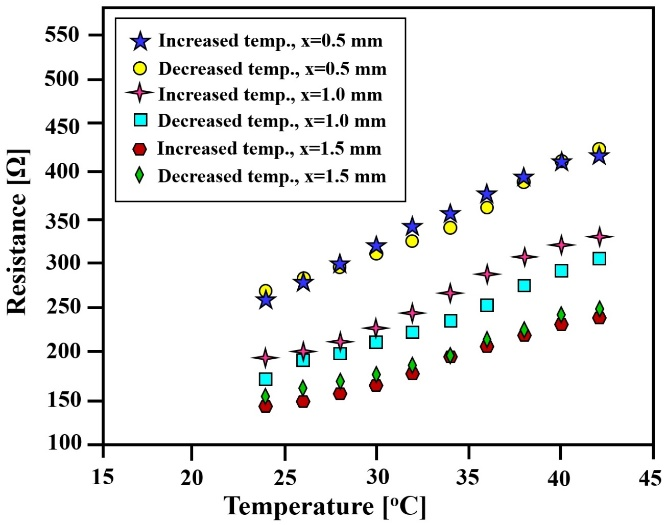 550
500
450
400
350
300
250
200
150
100
Resistance [Ω]
Increased temp., x=0.5 mm
Decreased temp., x=0.5 mm
Increased temp., x=1.0 mm
Decreased temp., x=1.0 mm
Increased temp., x=1.5 mm
Decreased temp., x=1.5 mm
15 20 25 30 35 40 45
Temperature [°C]